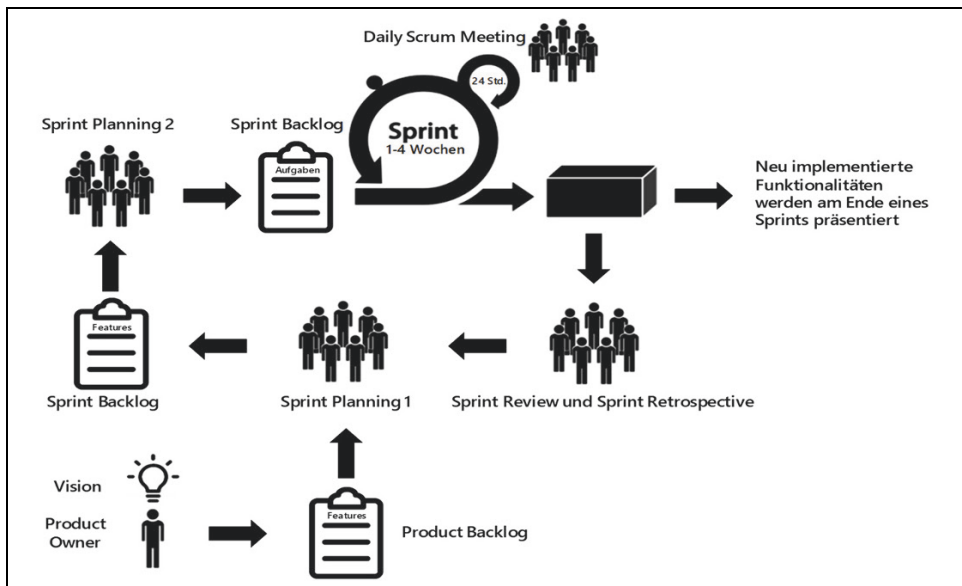 Daily Scrum Meeting
24 Std.
Sprint Planning 2
Sprint Backlog
Sprint
1-4 Wochen
Aufgaben
Neu implementierte
Funktionalitäten
werden am Ende eines
Sprints präsentiert
Features
Sprint Backlog
Sprint Planning 1
Sprint Review und Sprint Retrospective
Vision
Product
Owner
Features
Product Backlog